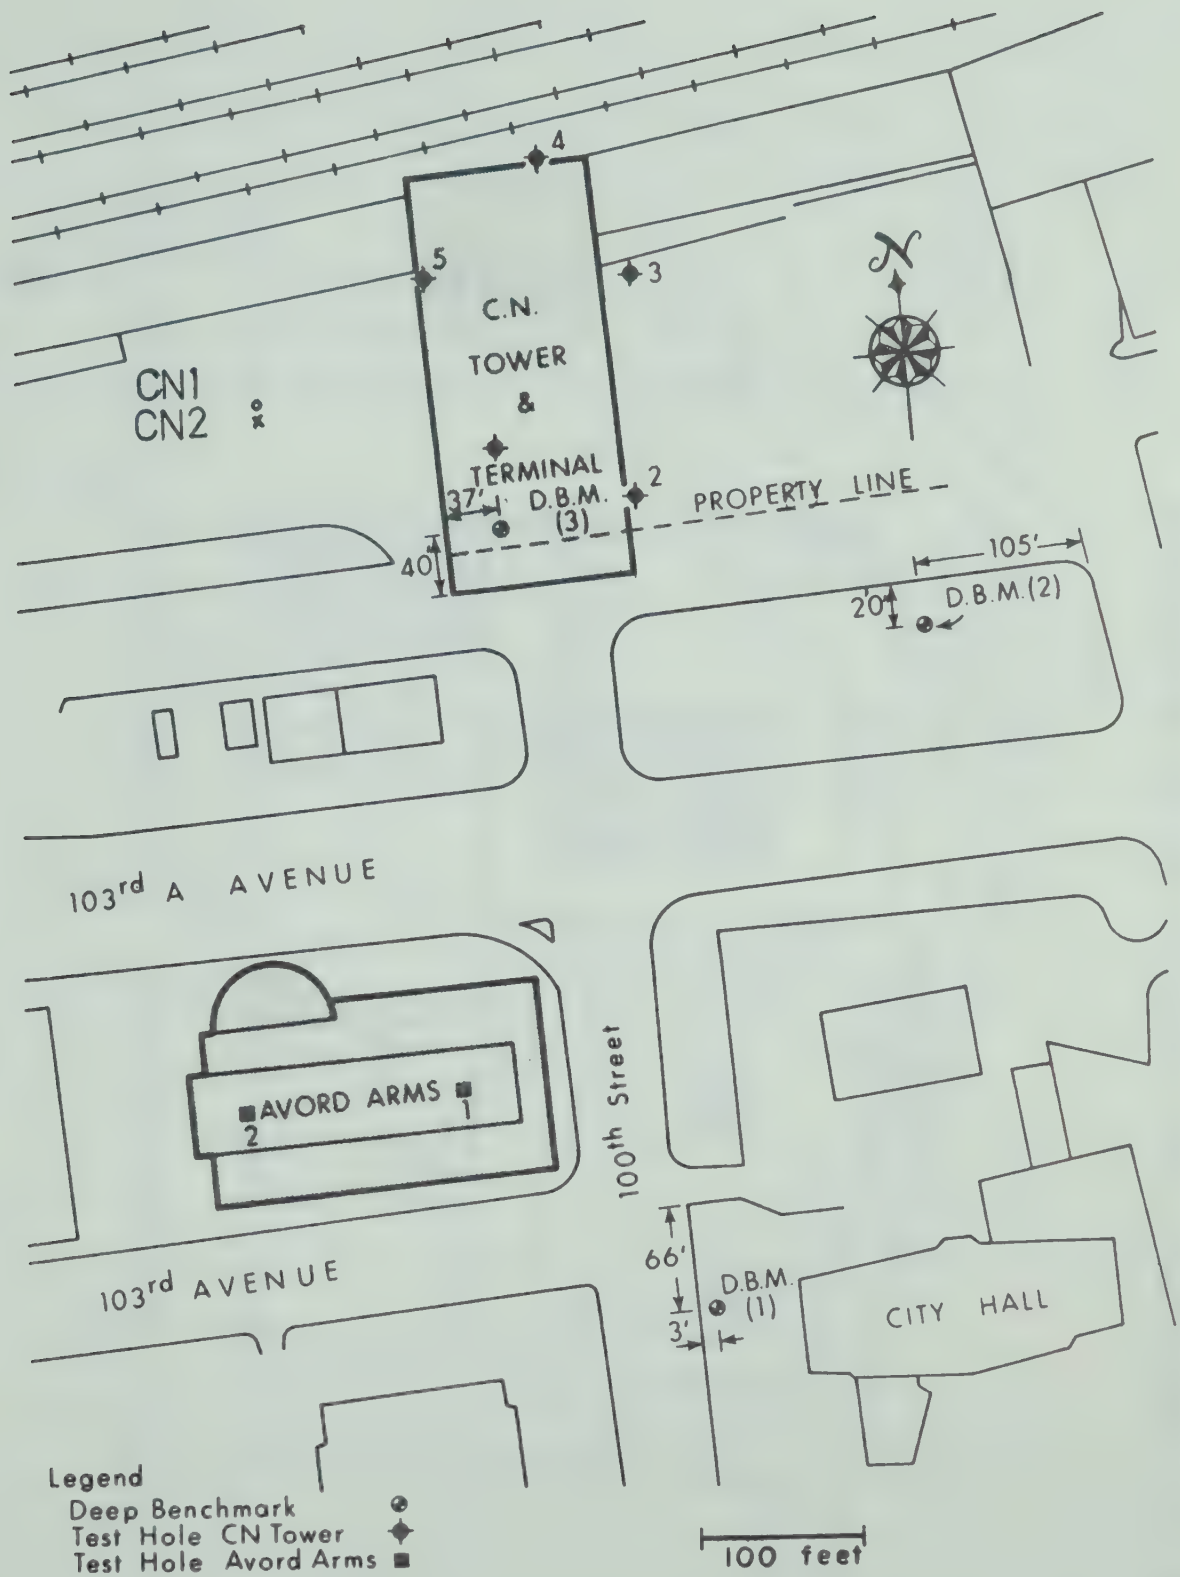 4
5
3
N
C.N.
TOWER
&
TERMINAL
CN1
CN2
37'
D.B.M.
(3)
2
PROPERTY LINE
40'
105'
20'
D.B.M.(2)
103rd A AVENUE
AVORD ARMS
1
2
100th Street
66'
D.B.M.
(1)
3'
103rd AVENUE
CITY HALL
Legend
Deep Benchmark
Test Hole CN Tower
Test Hole Avord Arms
100 feet